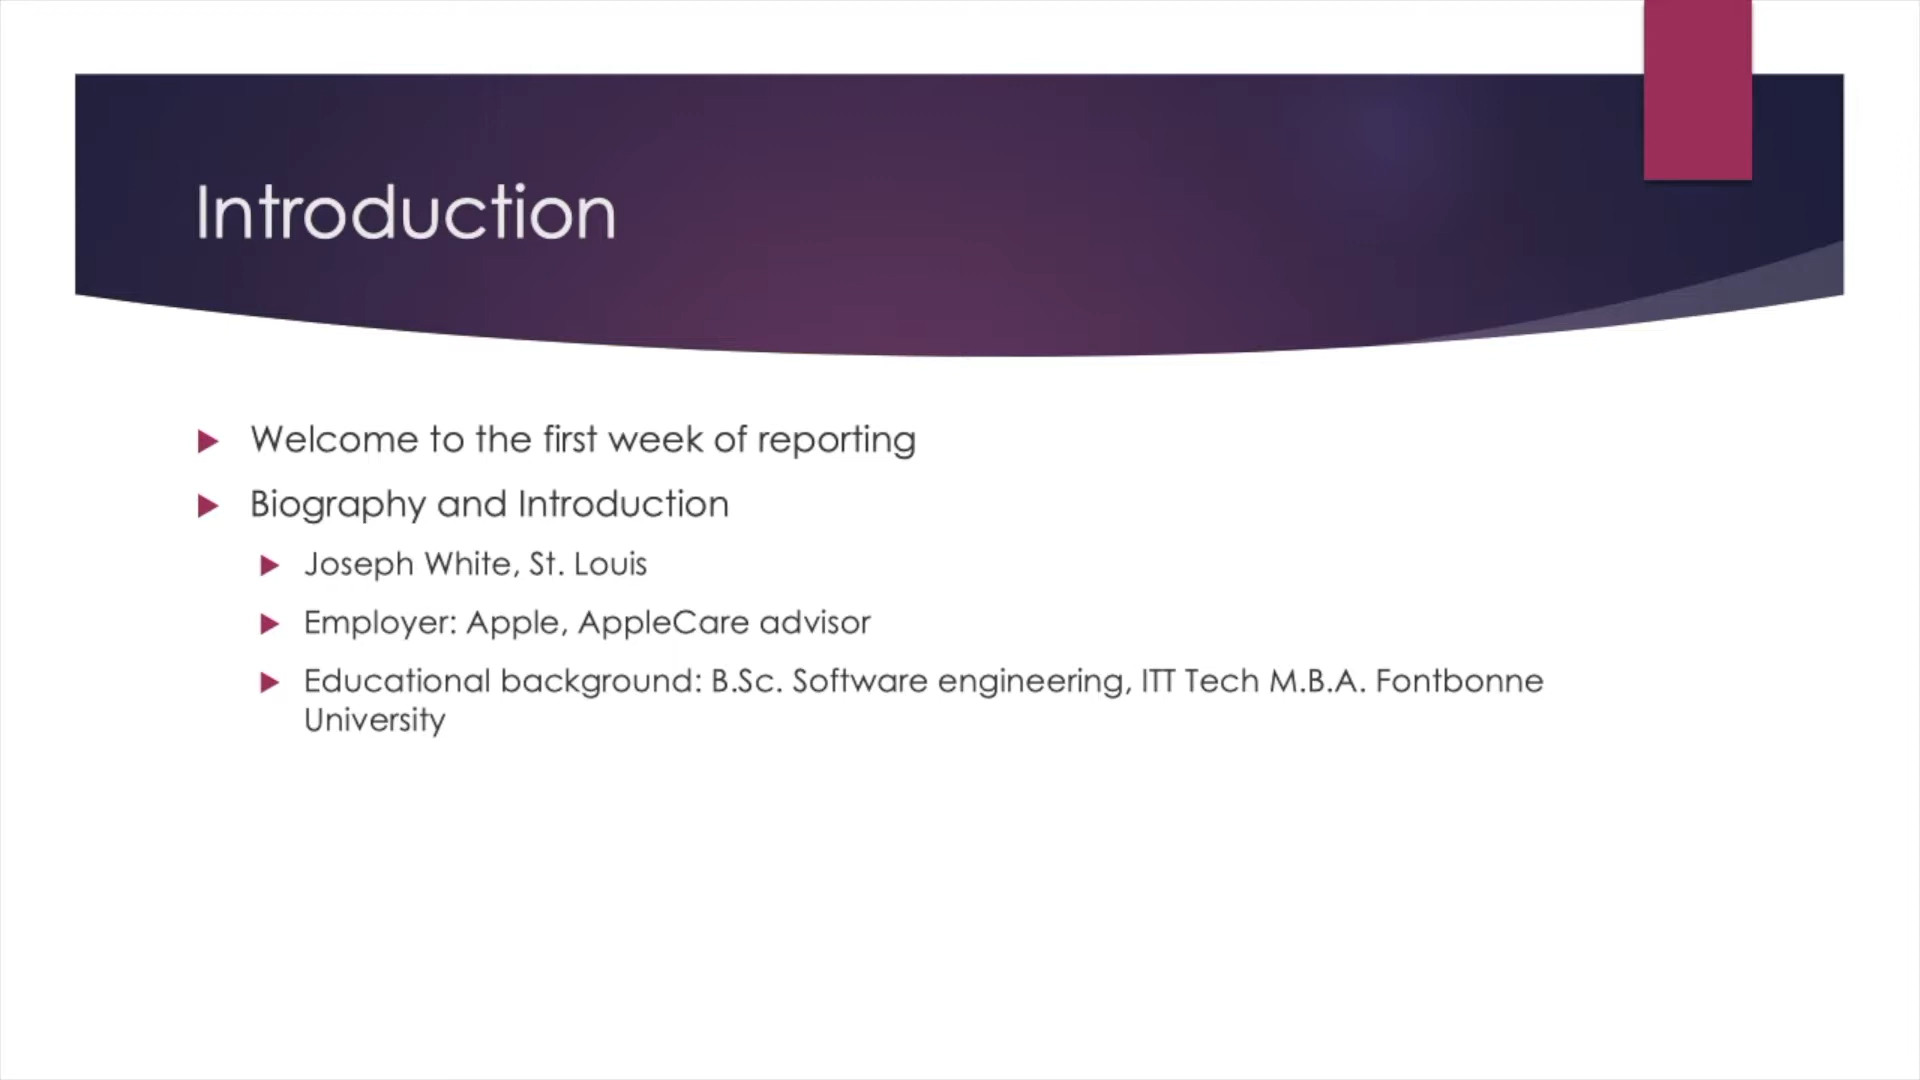 Introduction
Welcome to the first week of reporting
Biography and Introduction
Joseph White, St. Louis
Employer: Apple, AppleCare advisor
Educational background: B.Sc. Software engineering, ITT Tech M.B.A. Fontbonne
University